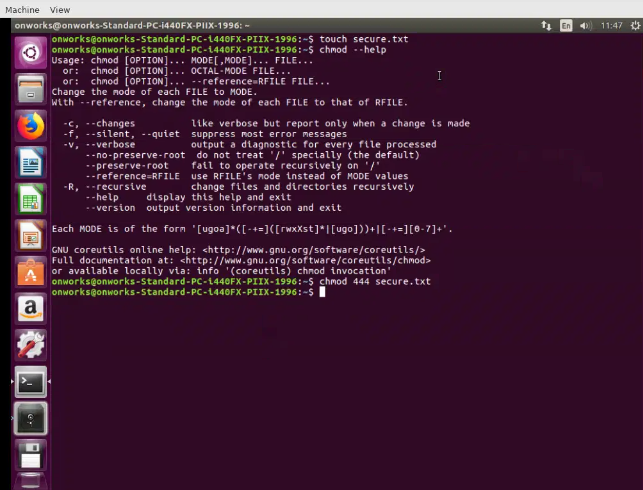 Machine View
onworks@onworks-Standard-PC-i440FX-PIIX-1996: ~
En
11:47
onworks@onworks-Standard-PC-i440FX-PIIX-1996:~$ touch secure.txt
onworks@onworks-Standard-PC-i440FX-PIIX-1996:~$ chmod --help
Usage: chmod [OPTION]... MODE[,MODE]... FILE...
  or:  chmod [OPTION]... OCTAL-MODE FILE...
  or:  chmod [OPTION]... --reference=RFILE FILE...
Change the mode of each FILE to MODE.
With --reference, change the mode of each FILE to that of RFILE.
  -c, --changes          like verbose but report only when a change is made
  -f, --silent, --quiet  suppress most error messages
  -v, --verbose          output a diagnostic for every file processed
      --no-preserve-root  do not treat '/' specially (the default)
      --preserve-root    fail to operate recursively on '/'
      --reference=RFILE  use RFILE's mode instead of MODE values
  -R, --recursive        change files and directories recursively
      --help     display this help and exit
      --version  output version information and exit
Each MODE is of the form '[ugoa]*([-+=]([rwxXst]*|[ugo]))+|[-+=][0-7]+'.
GNU coreutils online help: <http://www.gnu.org/software/coreutils/>
Full documentation at: <http://www.gnu.org/software/coreutils/chmod>
or available locally via: info '(coreutils) chmod invocation'
onworks@onworks-Standard-PC-i440FX-PIIX-1996:~$ chmod 444 secure.txt
onworks@onworks-Standard-PC-i440FX-PIIX-1996:~$